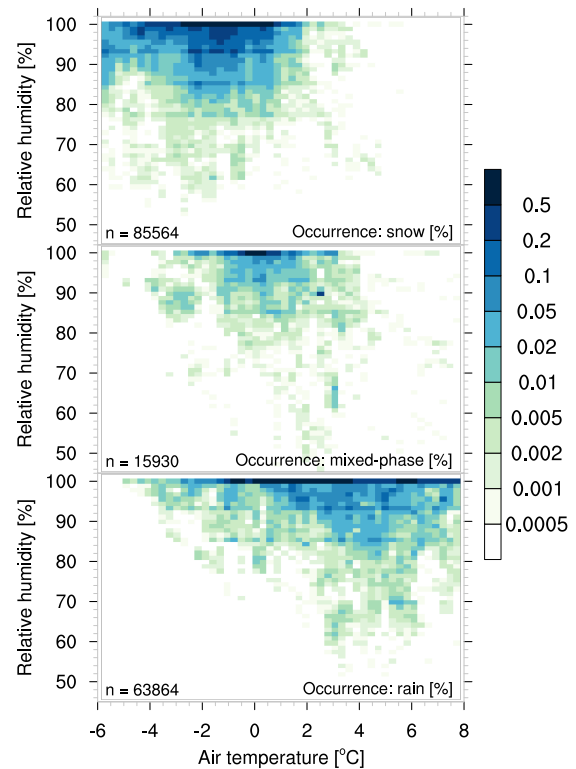 100
90
80
70
60
50
Relative humidity [%]
n = 85564
Occurrence: snow [%]
100
90
80
70
60
50
Relative humidity [%]
n = 15930
Occurrence: mixed-phase [%]
100
90
80
70
60
50
Relative humidity [%]
n = 63864
Occurrence: rain [%]
-6 -4 -2 0 2 4 6 8
Air temperature [°C]
0.5
0.2
0.1
0.05
0.02
0.01
0.005
0.002
0.001
0.0005